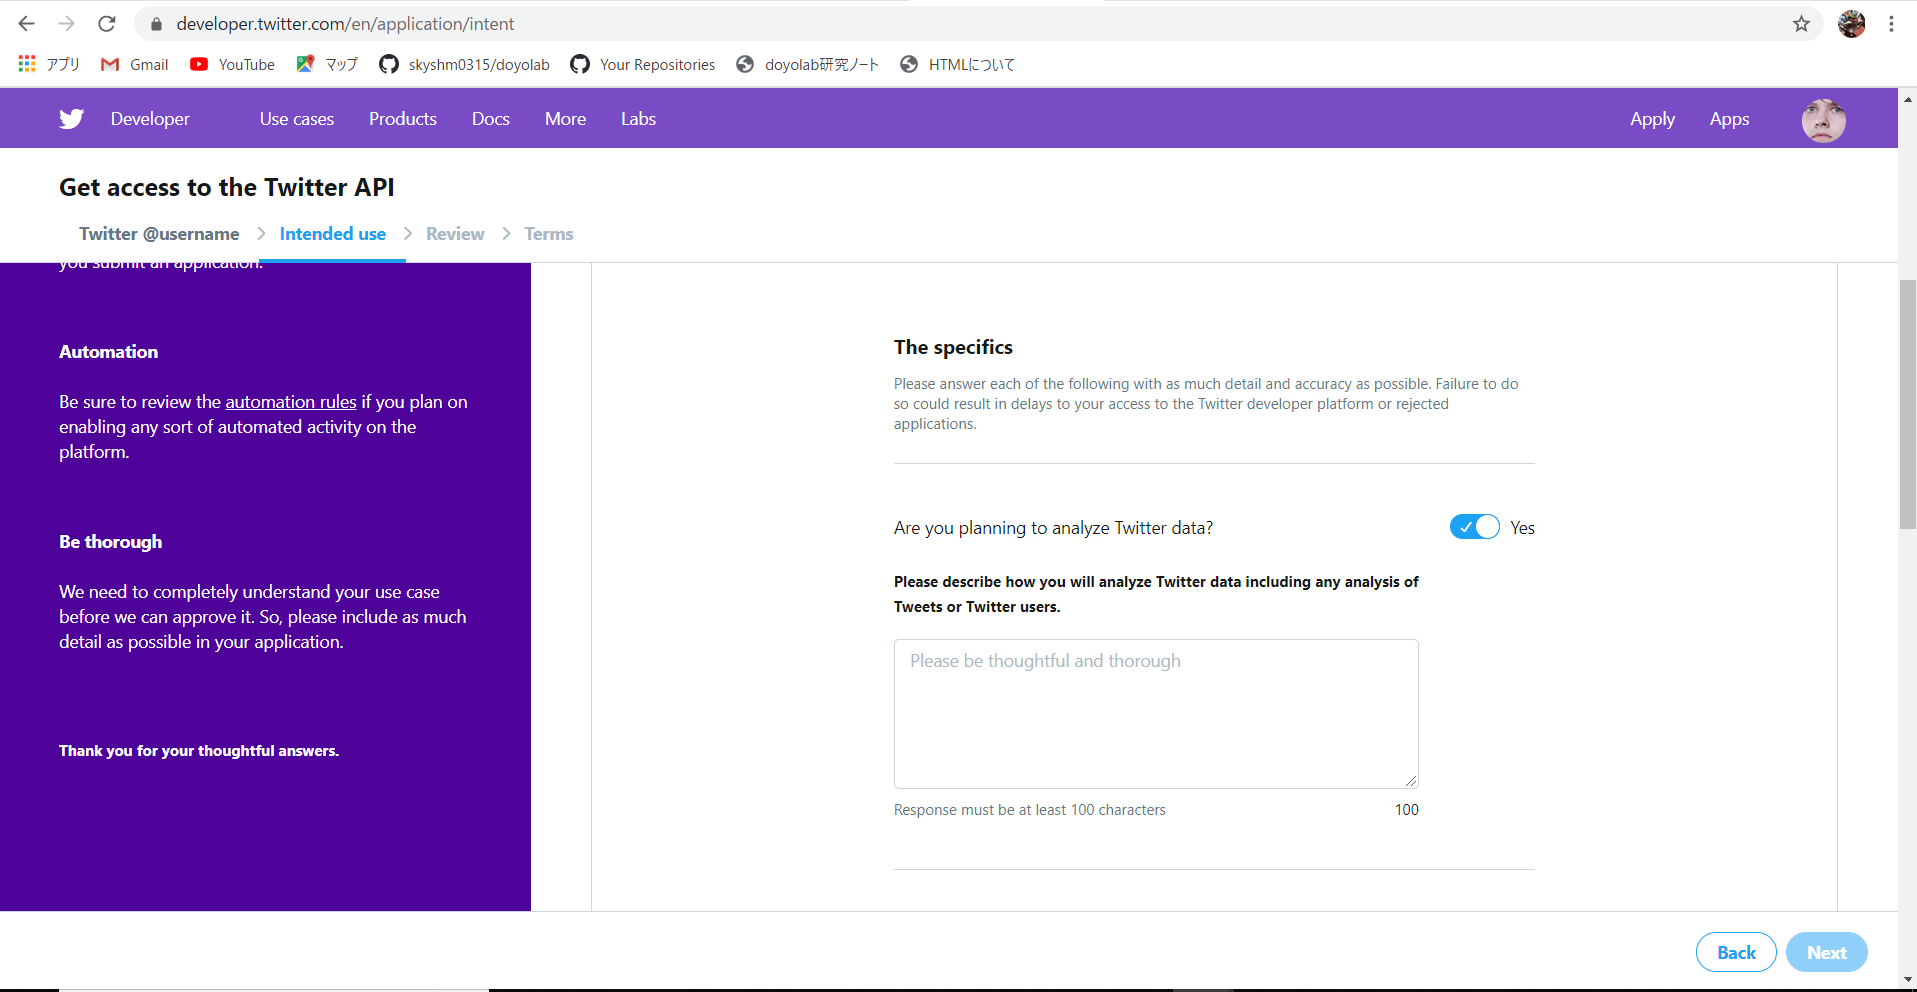 developer.twitter.com/en/application/intent
アプリ Gmail YouTube マップ skyshm0315/doyolab Your Repositories doyolab研究ノート HTMLについて
Developer Use cases Products Docs More Labs Apply Apps
Get access to the Twitter API
Twitter @username Intended use Review Terms
you submit an application.
Automation
Be sure to review the automation rules if you plan on
enabling any sort of automated activity on the
platform.
Be thorough
We need to completely understand your use case
before we can approve it. So, please include as much
detail as possible in your application.
Thank you for your thoughtful answers.
The specifics
Please answer each of the following with as much detail and accuracy as possible. Failure to do
so could result in delays to your access to the Twitter developer platform or rejected
applications.
Are you planning to analyze Twitter data? Yes
Please describe how you will analyze Twitter data including any analysis of
Tweets or Twitter users.
Please be thoughtful and thorough
Response must be at least 100 characters 100
Back Next